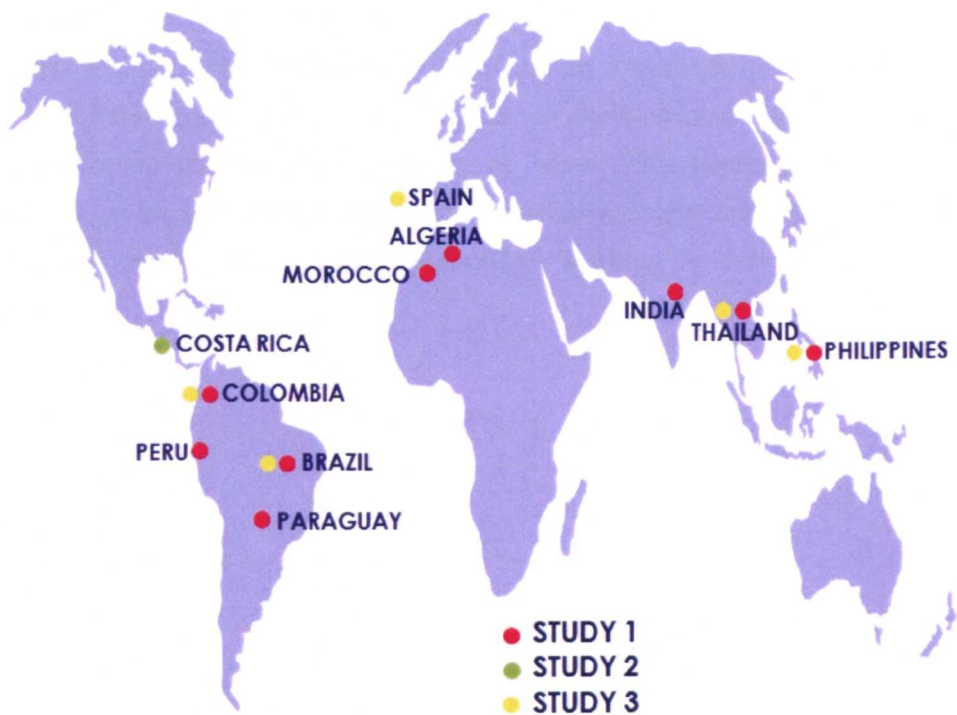 SPAIN
ALGERIA
MOROCCO
INDIA
THAILAND
COSTA RICA
PHILIPPINES
COLOMBIA
PERU
BRAZIL
PARAGUAY
STUDY 1
STUDY 2
STUDY 3